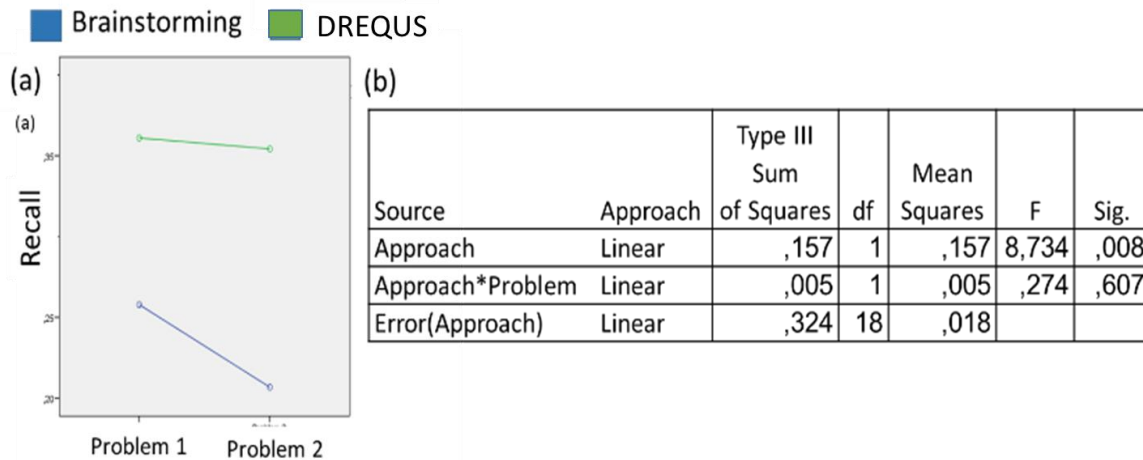 Brainstorming DREQUS
(a)
(a)
,35
,25
,20
Recall
Problem 1 Problem 2
(b)
Type III
Sum Mean
Source Approach of Squares df Squares F Sig.
Approach Linear ,157 1 ,157 8,734 ,008
Approach*Problem Linear ,005 1 ,005 ,274 ,607
Error(Approach) Linear ,324 18 ,018